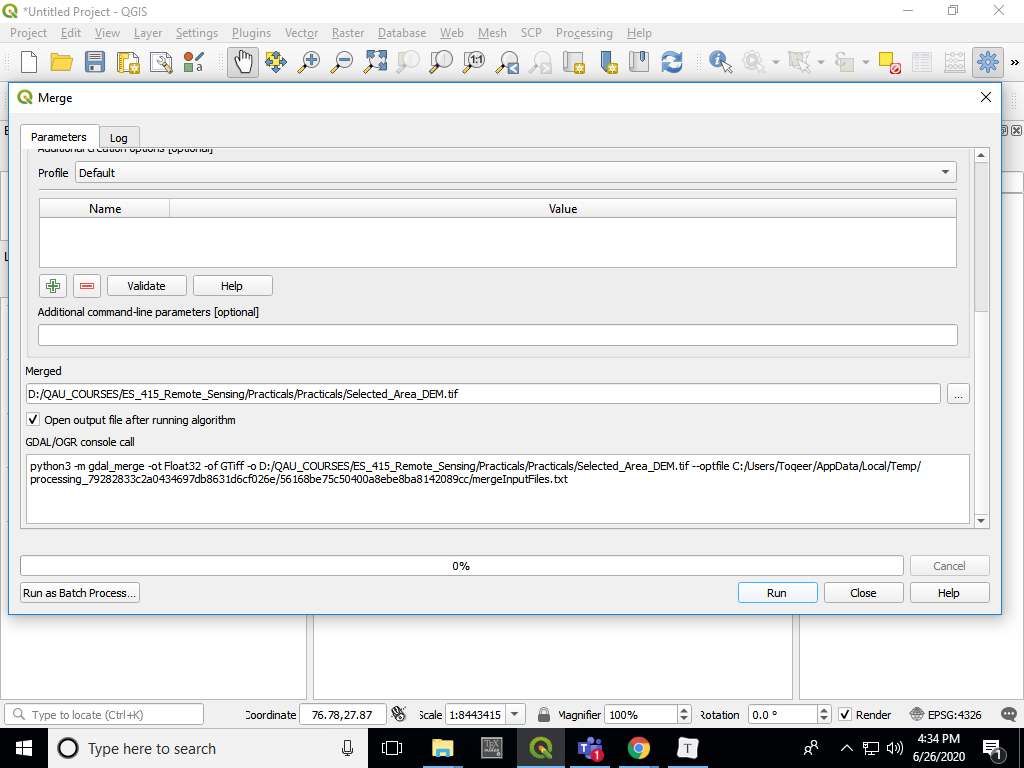 *Untitled Project - QGIS
Project Edit View Layer Settings Plugins Vector Raster Database Web Mesh SCP Processing Help
Merge
Parameters Log
Additional creation options [optional]
Profile Default
Name Value
Validate Help
Additional command-line parameters [optional]
Merged
D:/QAU_COURSES/ES_415_Remote_Sensing/Practicals/Practicals/Selected_Area_DEM.tif
...
Open output file after running algorithm
GDAL/OGR console call
python3 -m gdal_merge -ot Float32 -of GTiff -o D:/QAU_COURSES/ES_415_Remote_Sensing/Practicals/Practicals/Selected_Area_DEM.tif --optfile C:/Users/Toqeer/AppData/Local/Temp/
processing_79282833c2a0434697db8631d6cf026e/56168be75c50400a8ebe8ba8142089cc/mergeInputFiles.txt
0% Cancel
Run as Batch Process... Run Close Help
Type to locate (Ctrl+K) Coordinate 76.78,27.87 Scale 1:8443415 Magnifier 100% Rotation 0.0 ° Render EPSG:4326
Type here to search
4:34 PM
6/26/2020